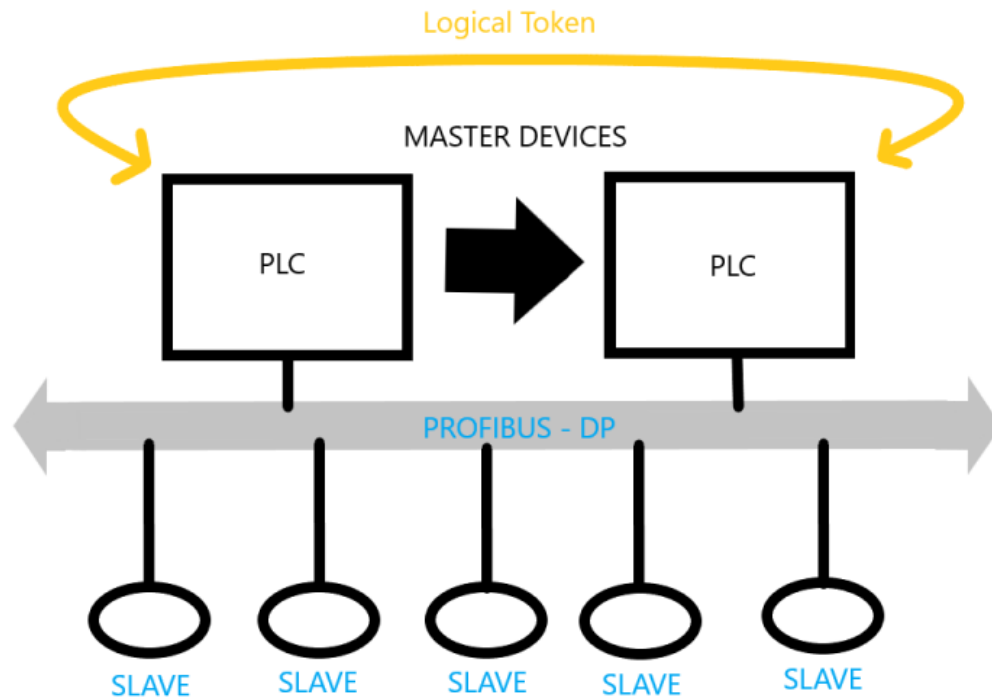 Logical Token
MASTER DEVICES
PLC
PLC
PROFIBUS - DP
SLAVE
SLAVE
SLAVE
SLAVE
SLAVE